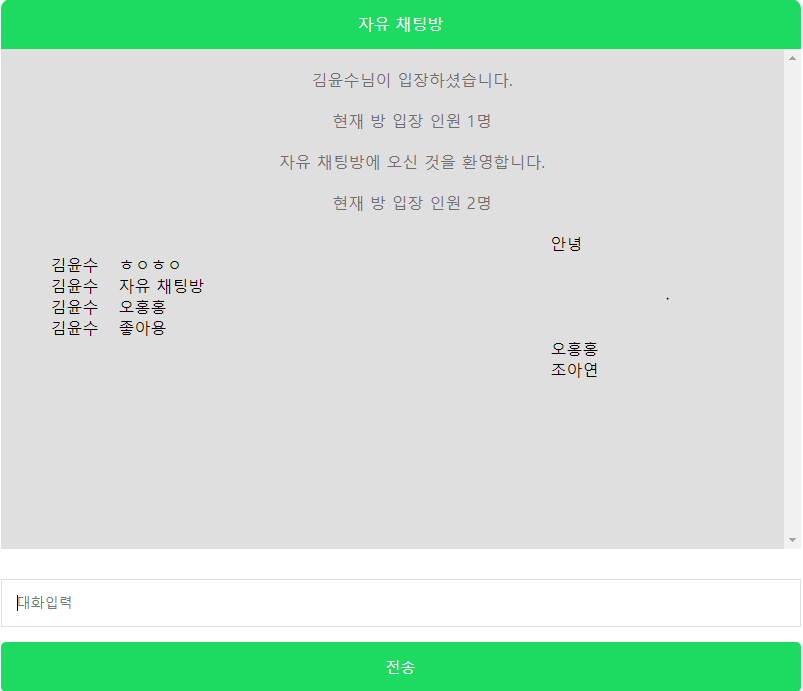 자유 채팅방
김윤수님이 입장하셨습니다.
현재 방 입장 인원 1명
자유 채팅방에 오신 것을 환영합니다.
현재 방 입장 인원 2명
안녕
김윤수 ㅎㅇㅎㅇ
김윤수 자유 채팅방
김윤수 오홍홍
김윤수 좋아용
오홍홍
조아연
대화입력
전송